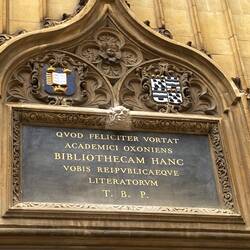 QVOD FELICITER VORTAT
ACADEMICI OXONIENS
BIBLIOTHECAM HANC
VOBIS REIPVBLICAEQVE
LITERATORVM
T. B. P.